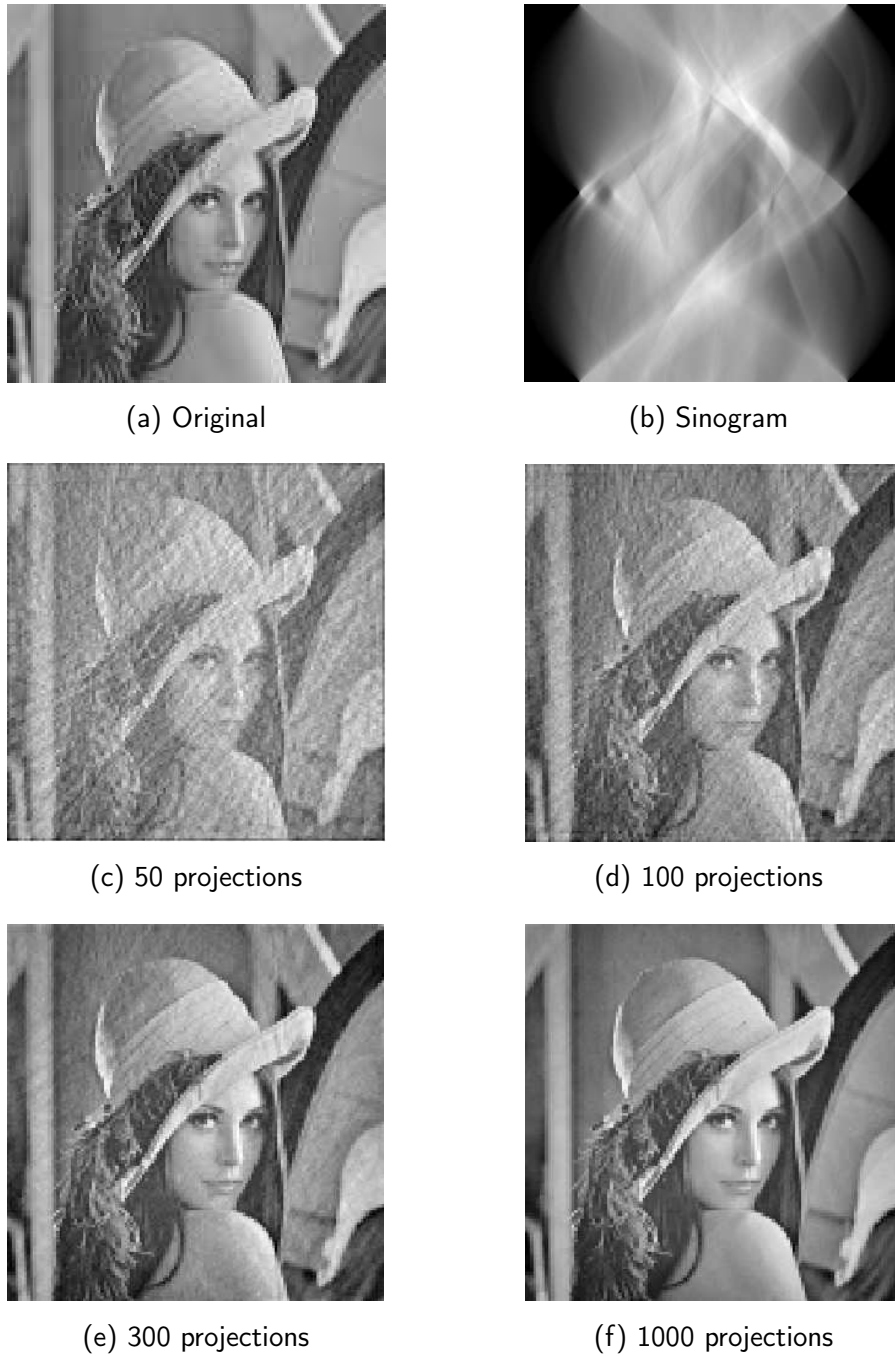 (a) Original
(b) Sinogram
(c) 50 projections
(d) 100 projections
(e) 300 projections
(f) 1000 projections